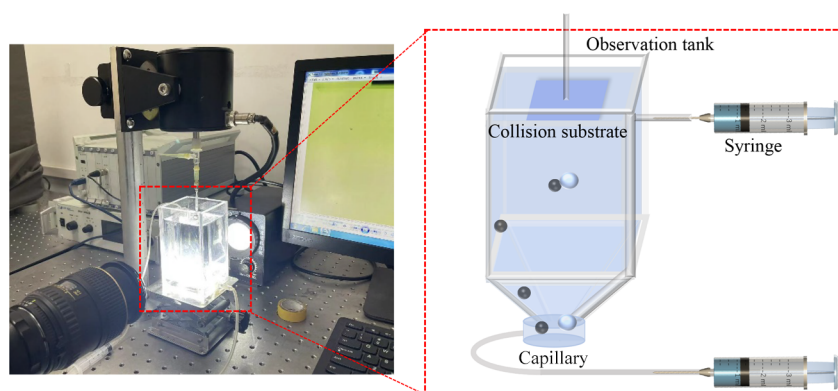 Observation tank
Collision substrate
Syringe
Capillary